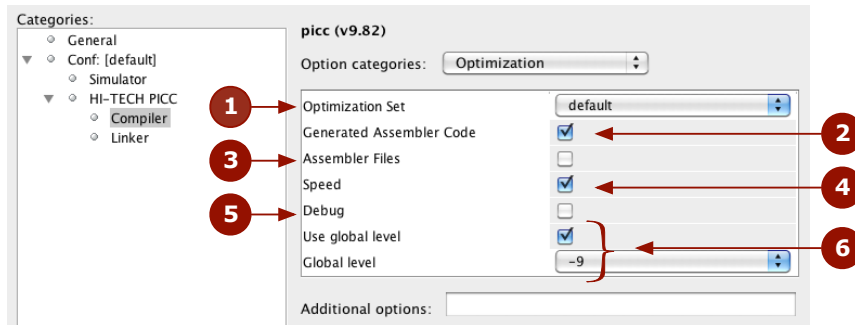 Categories:
General
Conf: [default]
Simulator
HI-TECH PICC
Compiler
Linker
picc (v9.82)
Option categories: Optimization
1 Optimization Set default
Generated Assembler Code 2
3 Assembler Files
Speed 4
5 Debug
Use global level
6
Global level -9
Additional options: